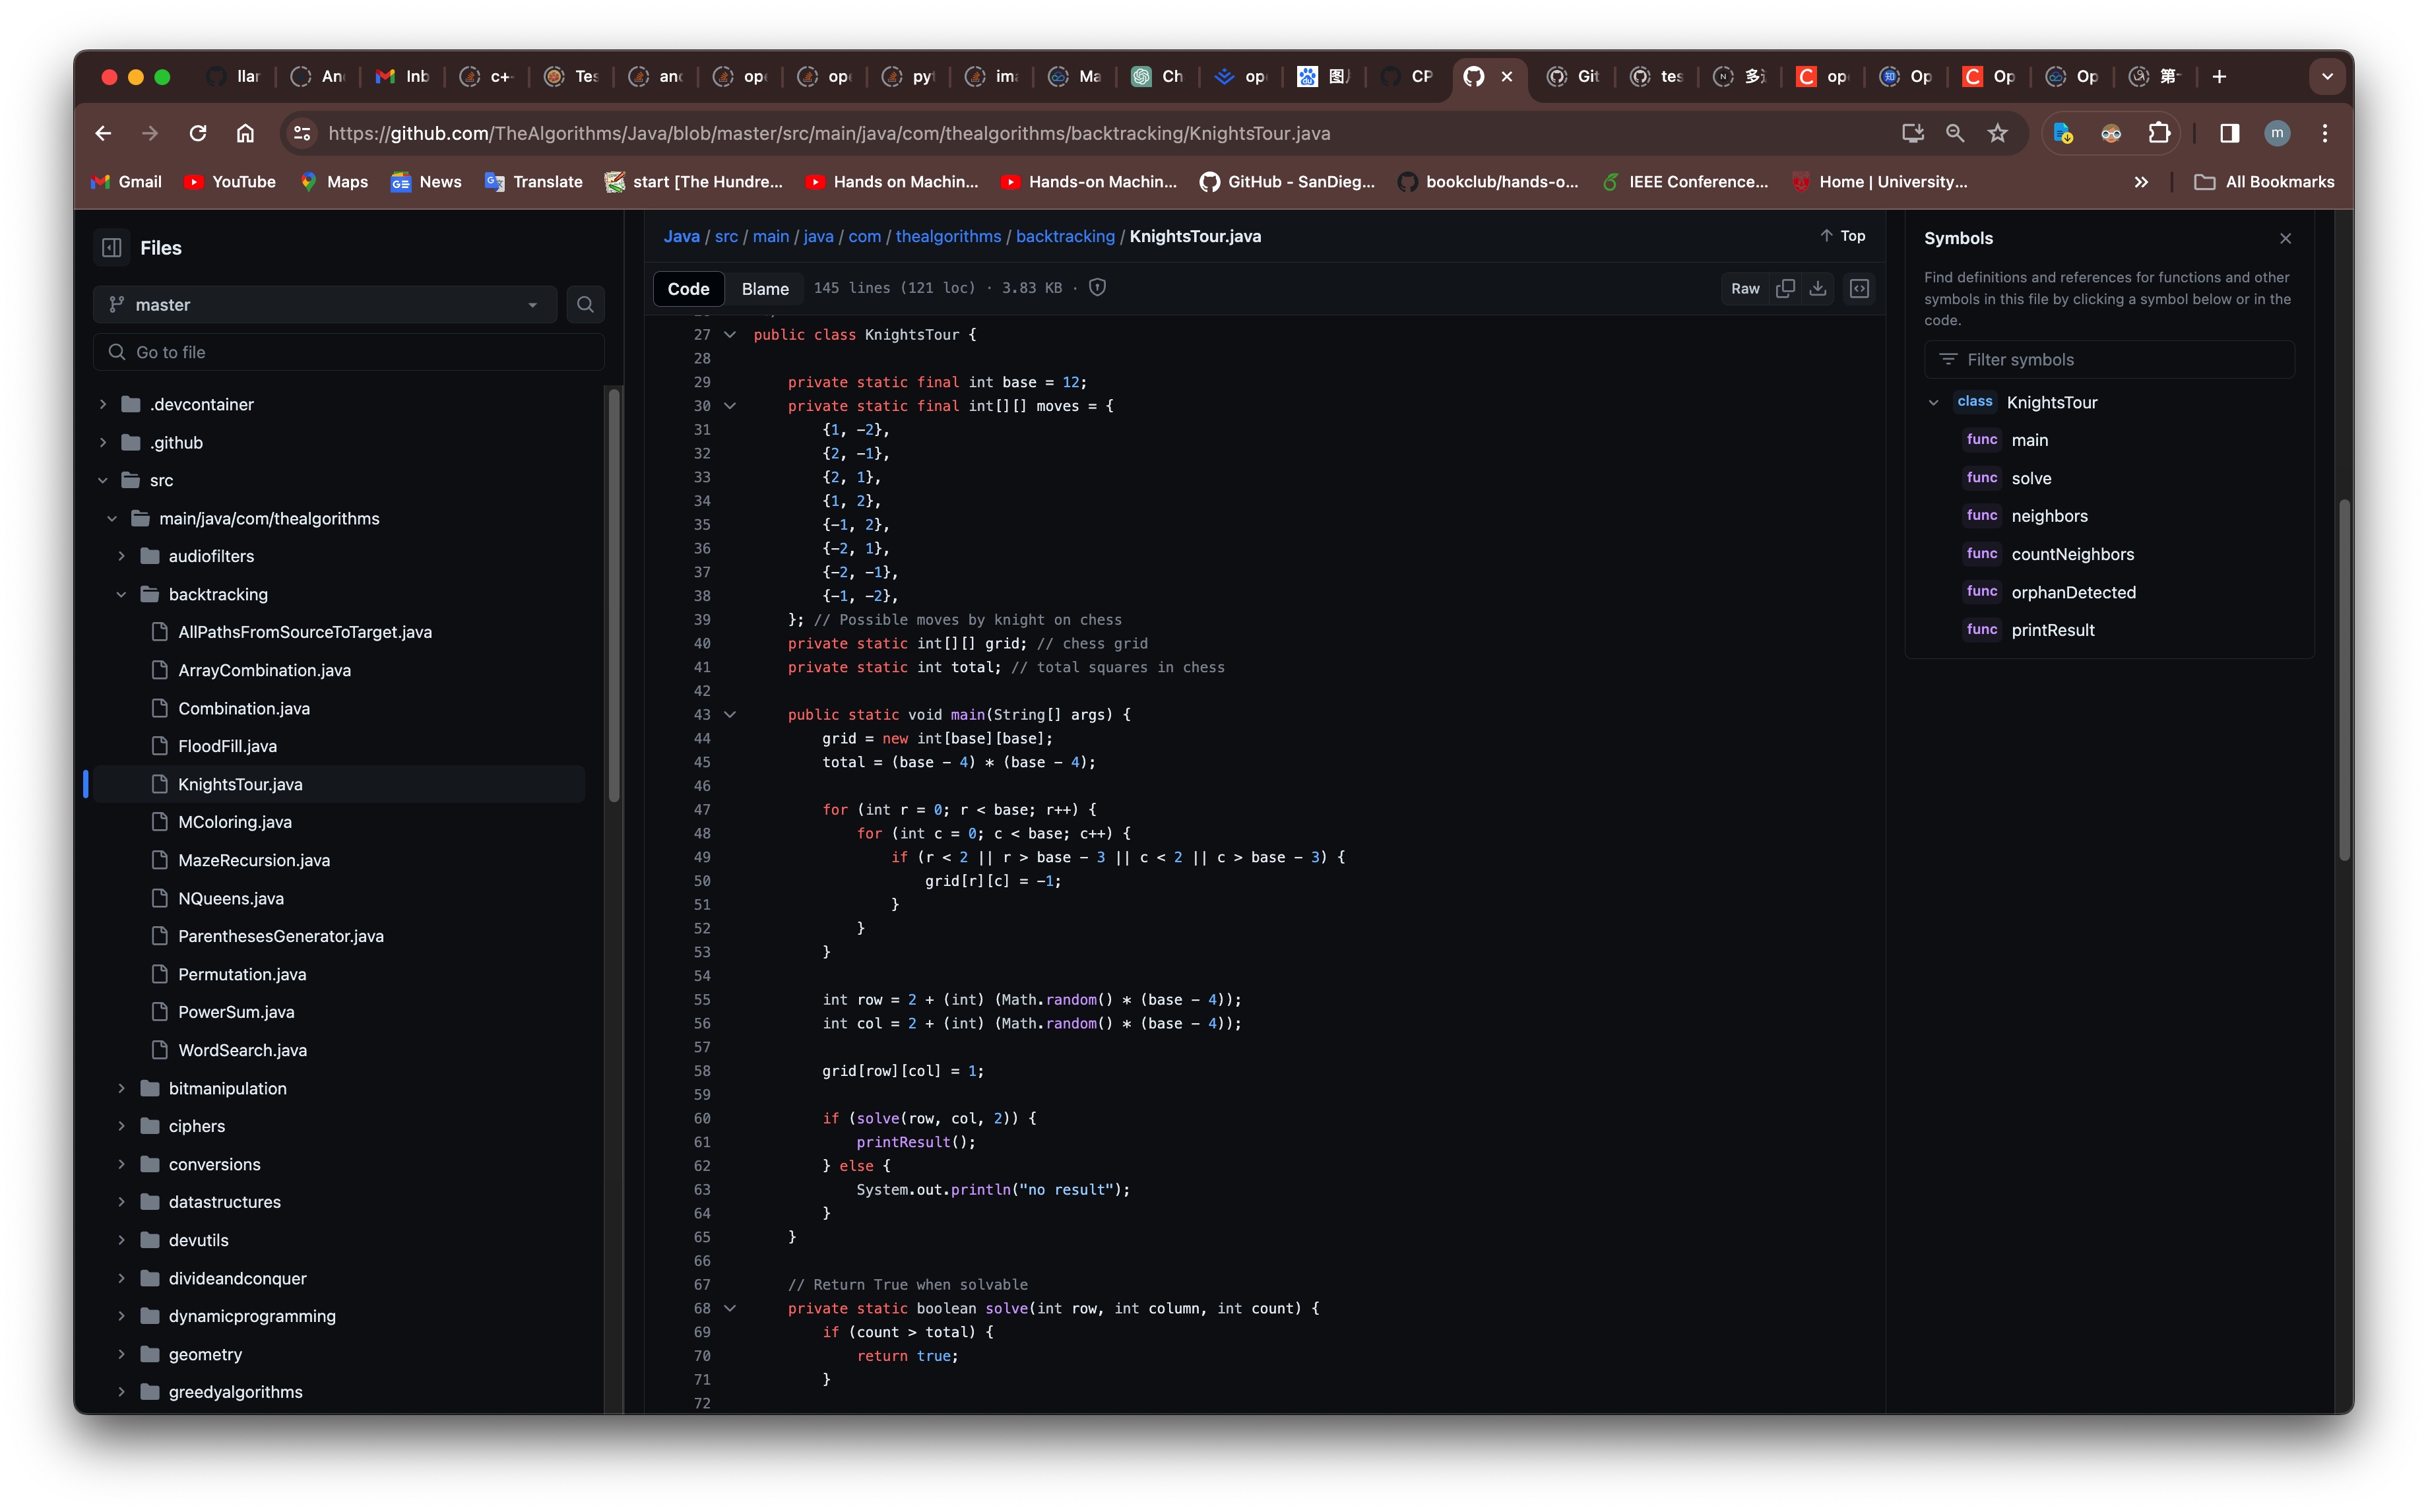 llar
An
Inb
c+
Tes
and
ope
ope
pyt
ima
Ma
Ch
op
图片
CP
Git
tes
多
op
Op
Op
Op
第一
https://github.com/TheAlgorithms/Java/blob/master/src/main/java/com/thealgorithms/backtracking/KnightsTour.java
m
Gmail YouTube Maps News Translate start [The Hundre... Hands on Machin... Hands-on Machin... GitHub - SanDieg... bookclub/hands-o... IEEE Conference... Home | University... » All Bookmarks
Files
master
Go to file
.devcontainer
.github
src
main/java/com/thealgorithms
audiofilters
backtracking
AllPathsFromSourceToTarget.java
ArrayCombination.java
Combination.java
FloodFill.java
KnightsTour.java
MColoring.java
MazeRecursion.java
NQueens.java
ParenthesesGenerator.java
Permutation.java
PowerSum.java
WordSearch.java
bitmanipulation
ciphers
conversions
datastructures
devutils
divideandconquer
dynamicprogramming
geometry
greedyalgorithms
Java / src / main / java / com / thealgorithms / backtracking / KnightsTour.java
Top
Code Blame 145 lines (121 loc) · 3.83 KB ·
Raw
27 public class KnightsTour {
28
29 private static final int base = 12;
30 private static final int[][] moves = {
31 {1, -2},
32 {2, -1},
33 {2, 1},
34 {1, 2},
35 {-1, 2},
36 {-2, 1},
37 {-2, -1},
38 {-1, -2},
39 }; // Possible moves by knight on chess
40 private static int[][] grid; // chess grid
41 private static int total; // total squares in chess
42
43 public static void main(String[] args) {
44 grid = new int[base][base];
45 total = (base - 4) * (base - 4);
46
47 for (int r = 0; r < base; r++) {
48 for (int c = 0; c < base; c++) {
49 if (r < 2 || r > base - 3 || c < 2 || c > base - 3) {
50 grid[r][c] = -1;
51 }
52 }
53 }
54
55 int row = 2 + (int) (Math.random() * (base - 4));
56 int col = 2 + (int) (Math.random() * (base - 4));
57
58 grid[row][col] = 1;
59
60 if (solve(row, col, 2)) {
61 printResult();
62 } else {
63 System.out.println("no result");
64 }
65 }
66
67 // Return True when solvable
68 private static boolean solve(int row, int column, int count) {
69 if (count > total) {
70 return true;
71 }
72
Symbols
Find definitions and references for functions and other
symbols in this file by clicking a symbol below or in the
code.
Filter symbols
class KnightsTour
func main
func solve
func neighbors
func countNeighbors
func orphanDetected
func printResult